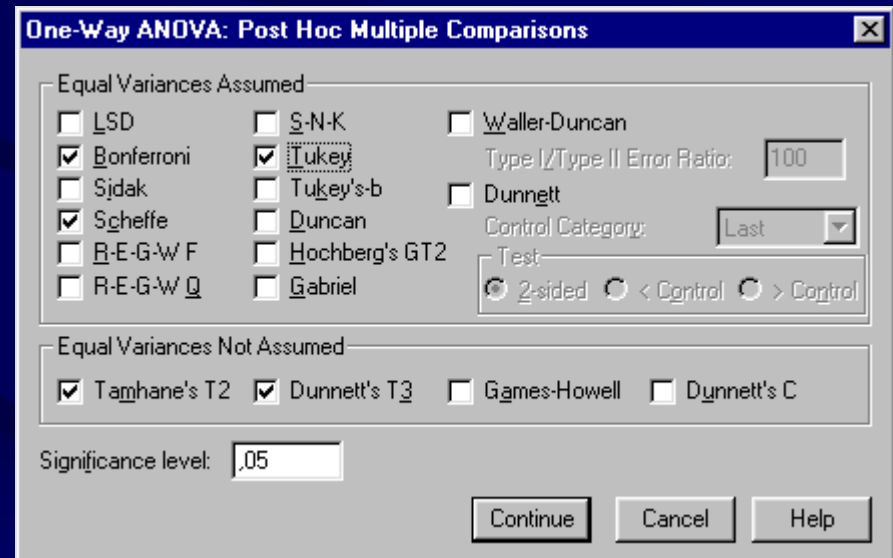 One-Way ANOVA: Post Hoc Multiple Comparisons
Equal Variances Assumed
LSD
Bonferroni
Sidak
Scheffe
R-E-G-W F
R-E-G-W Q
S-N-K
Tukey
Tukey's-b
Duncan
Hochberg's GT2
Gabriel
Waller-Duncan
Type I/Type II Error Ratio: 100
Dunnett
Control Category: Last
Test
2-sided < Control > Control
Equal Variances Not Assumed
Tamhane's T2 Dunnett's T3 Games-Howell Dunnett's C
Significance level: ,05
Continue Cancel Help